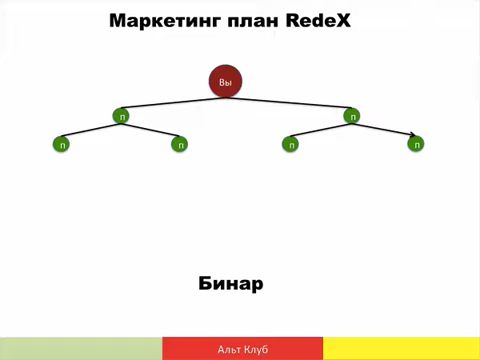 Маркетинг план RedeX
Вы
п
п
п
п
п
п
Бинар
Альт Клуб